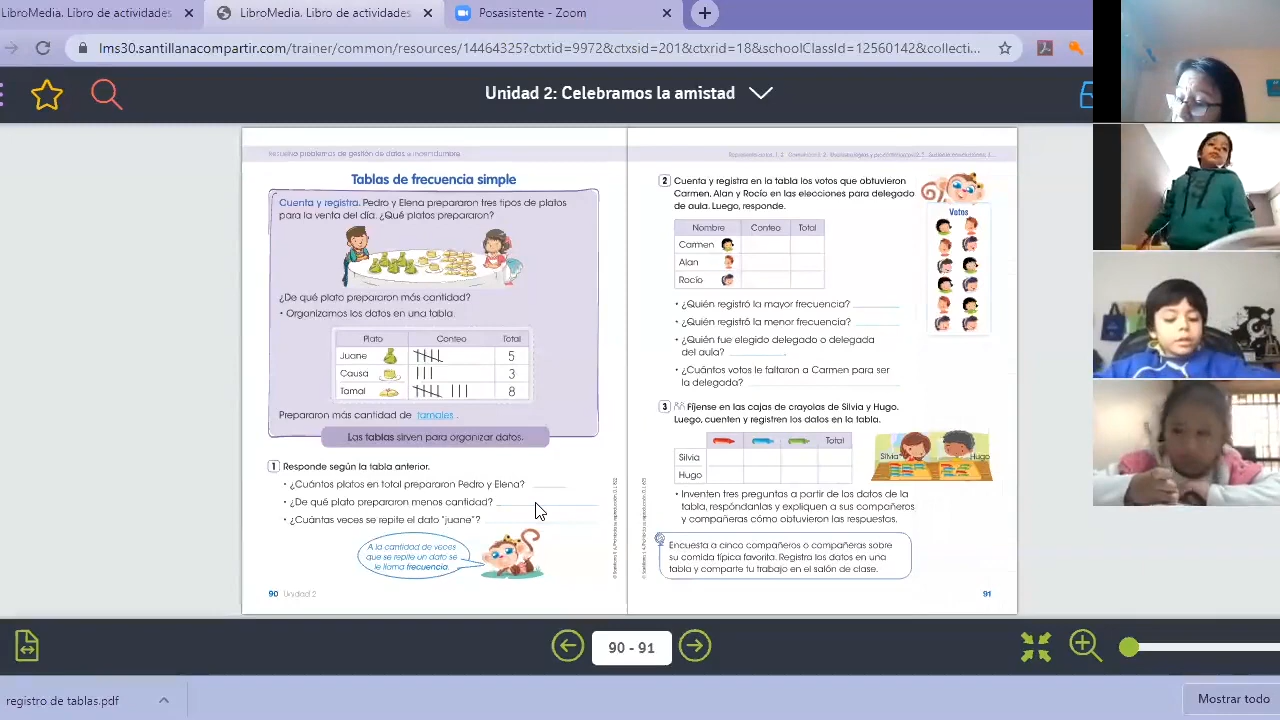 LibroMedia. Libro de actividades
LibroMedia. Libro de actividades
Posasistente - Zoom
lms30.santillanacompartir.com/trainer/common/resources/14464325?ctxtid=9972&ctxsid=201&ctxrid=18&schoolClassId=12560142&collecti...
Unidad 2: Celebramos la amistad
Resuelve problemas de gestión de datos e incertidumbre
Tablas de frecuencia simple
Cuenta y registra. Pedro y Elena prepararon tres tipos de platos
para la venta del día. ¿Qué platos prepararon?
¿De qué plato prepararon más cantidad?
• Organizamos los datos en una tabla.
Plato Conteo Total
Juane 5
Causa 3
Tamal 8
Prepararon más cantidad de tamales.
Las tablas sirven para organizar datos.
1 Responde según la tabla anterior.
• ¿Cuántos platos en total prepararon Pedro y Elena?
• ¿De qué plato prepararon menos cantidad?
• ¿Cuántas veces se repite el dato "juane"?
A la cantidad de veces
que se repite un dato se
le llama frecuencia.
90 Unidad 2
2 Cuenta y registra en la tabla los votos que obtuvieron
Carmen, Alan y Rocío en las elecciones para delegado
de aula. Luego, responde.
Votos
Nombre Conteo Total
Carmen
Alan
Rocío
• ¿Quién registró la mayor frecuencia?
• ¿Quién registró la menor frecuencia?
• ¿Quién fue elegido delegado o delegada
del aula?
• ¿Cuántos votos le faltaron a Carmen para ser
la delegada?
3 Fíjense en las cajas de crayolas de Silvia y Hugo.
Luego, cuenten y registren los datos en la tabla.
Total
Silvia
Hugo
Silvia
Hugo
• Inventen tres preguntas a partir de los datos de la
tabla, respóndanlas y expliquen a sus compañeros
y compañeras cómo obtuvieron las respuestas.
Encuesta a cinco compañeros o compañeras sobre
su comida típica favorita. Registra los datos en una
tabla y comparte tu trabajo en el salón de clase.
91
90 - 91
registro de tablas.pdf
Mostrar todo